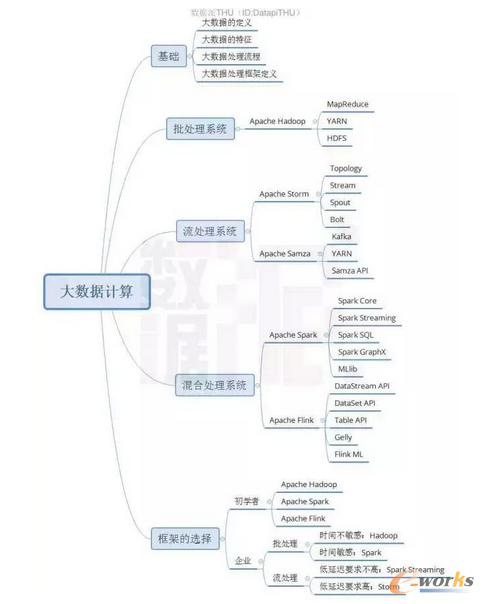 数据派THU（ID:DatapiTHU）
大数据计算
基础
大数据的定义
大数据的特征
大数据处理流程
大数据处理框架定义
批处理系统
Apache Hadoop
MapReduce
YARN
HDFS
流处理系统
Apache Storm
Topology
Stream
Spout
Bolt
Apache Samza
Kafka
YARN
Samza API
混合处理系统
Apache Spark
Spark Core
Spark Streaming
Spark SQL
Spark GraphX
MLlib
Apache Flink
DataStream API
DataSet API
Table API
Gelly
Flink ML
框架的选择
初学者
Apache Hadoop
Apache Spark
Apache Flink
企业
批处理
时间不敏感：Hadoop
时间敏感：Spark
流处理
低延迟要求不高：Spark Streaming
低延迟要求高：Storm
e-works
数据派